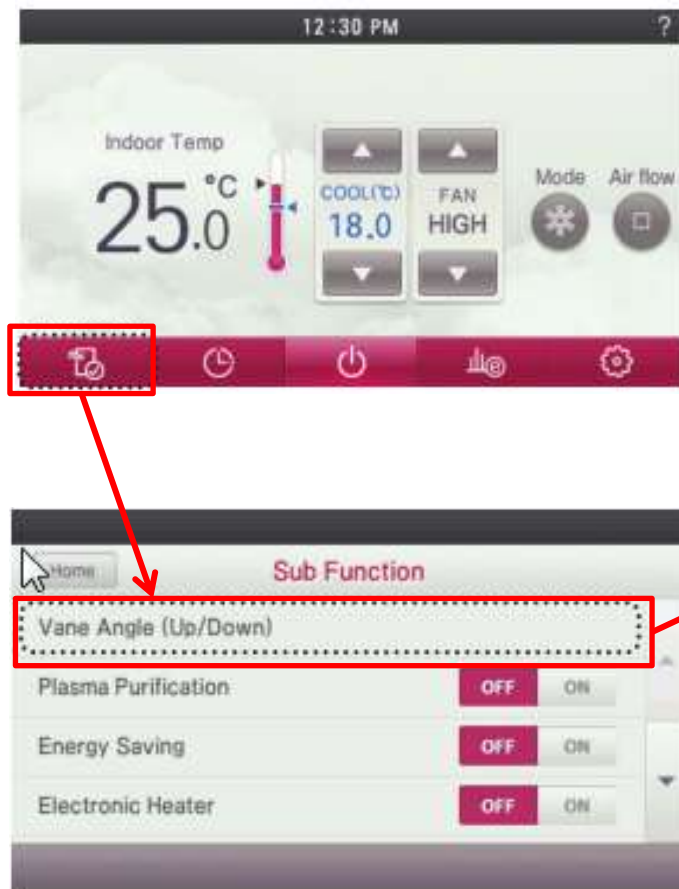 12:30 PM ?
Indoor Temp
25.0 °C
COOL(℃)
18.0
FAN
HIGH
Mode
Air flow
Home
Sub Function
Vane Angle (Up/Down)
Plasma Purification OFF ON
Energy Saving OFF ON
Electronic Heater OFF ON